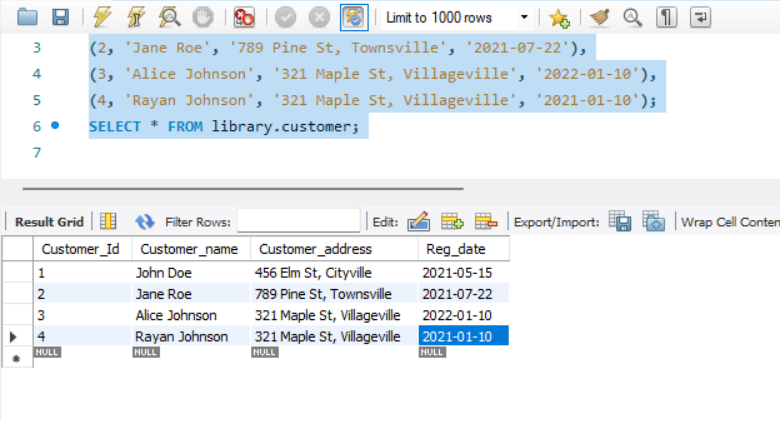 Limit to 1000 rows
3 (2, 'Jane Roe', '789 Pine St, Townsville', '2021-07-22'),
4 (3, 'Alice Johnson', '321 Maple St, Villageville', '2022-01-10'),
5 (4, 'Rayan Johnson', '321 Maple St, Villageville', '2021-01-10');
6 SELECT * FROM library.customer;
7
Result Grid Filter Rows: Edit: Export/Import: Wrap Cell Conten
Customer_Id Customer_name Customer_address Reg_date
1 John Doe 456 Elm St, Cityville 2021-05-15
2 Jane Roe 789 Pine St, Townsville 2021-07-22
3 Alice Johnson 321 Maple St, Villageville 2022-01-10
4 Rayan Johnson 321 Maple St, Villageville 2021-01-10
NULL NULL NULL NULL